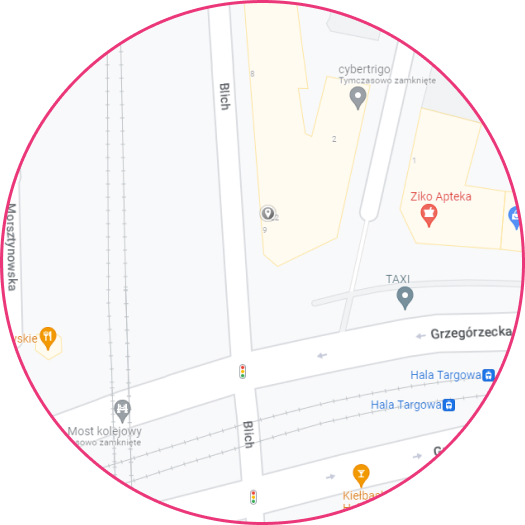 cybertrigo
Tymczasowo zamknięte
8
Blich
2
1
Ziko Apteka
Morsztynowska
9
TAXI
skie
Grzegórzecka
Hala Targowa
Hala Targowa
Most kolejowy
sowo zamknięte
Blich
G
Kiełbas